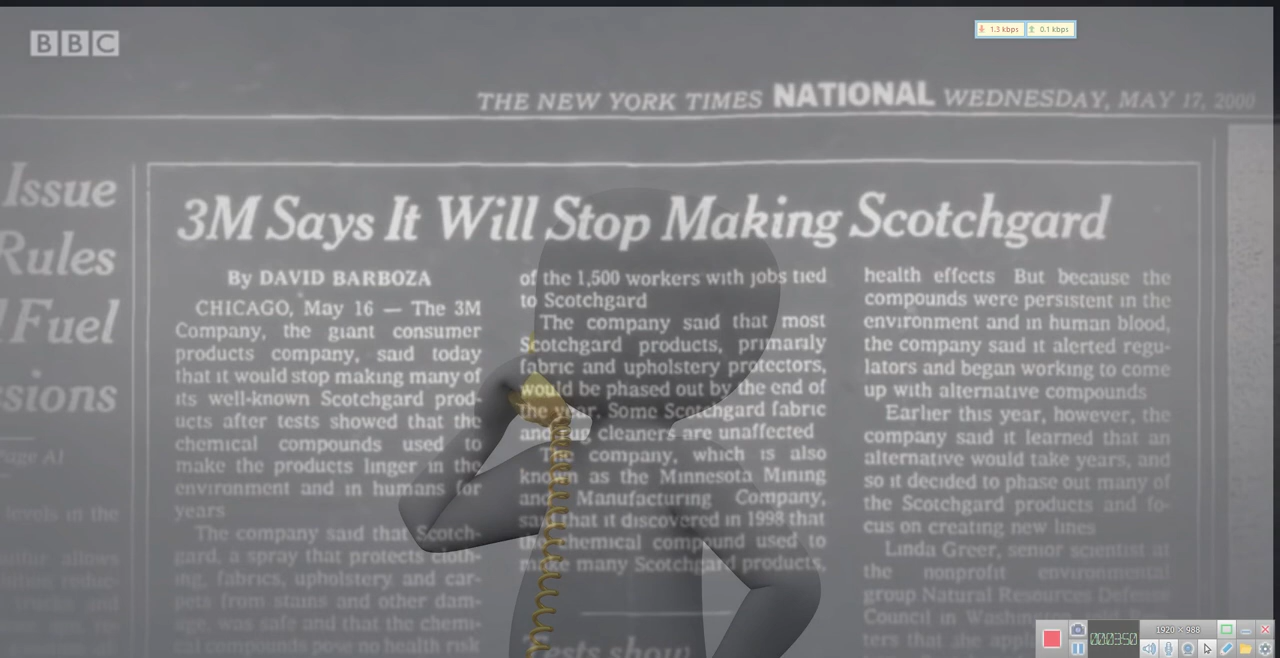 BBC
1.3 kbps 0.1 kbps
THE NEW YORK TIMES NATIONAL WEDNESDAY, MAY 17, 2000
Issue
Rules
Fuel
3M Says It Will Stop Making Scotchgard
By DAVID BARBOZA
CHICAGO, May 16 — The 3M
Company, the giant consumer
products company, said today
that it would stop making many of
its well-known Scotchgard prod-
ucts after tests showed that the
chemical compounds used to
make the products linger in the
environment and in humans for
years
The company said that Scotch-
gard, a spray that protects cloth-
ing, fabrics, upholstery and car-
pets from stains and other dam-
age, was safe and that the chemi-
cal compounds pose no health risk
of the 1,500 workers with jobs tied
to Scotchgard
The company said that most
Scotchgard products, primarily
fabric and upholstery protectors,
would be phased out by the end of
the year. Some Scotchgard fabric
and rug cleaners are unaffected
The company, which is also
known as the Minnesota Mining
and Manufacturing Company,
said that it discovered in 1998 that
the chemical compound used to
make many Scotchgard products,
Tests show
health effects But because the
compounds were persistent in the
environment and in human blood,
the company said it alerted regu-
lators and began working to come
up with alternative compounds
Earlier this year, however, the
company said it learned that an
alternative would take years, and
so it decided to phase out many of
the Scotchgard products and fo-
cus on creating new lines
Linda Greer, senior scientist at
the nonprofit environmental
group Natural Resources Defense
Council in Washington, said
ters that she
levels in the
000350
1920 × 988